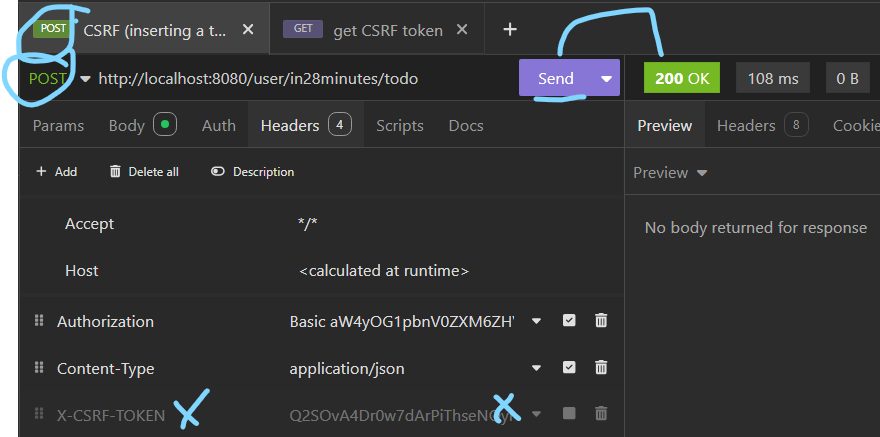 POST CSRF (inserting a t... GET get CSRF token
POST http://localhost:8080/user/in28minutes/todo Send 200 OK 108 ms 0 B
Params Body Auth Headers 4 Scripts Docs Preview Headers 8 Cookie
Add Delete all Description Preview
Accept */*
No body returned for response
Host <calculated at runtime>
Authorization Basic aW4yOG1pbnV0ZXM6ZH
Content-Type application/json
X-CSRF-TOKEN